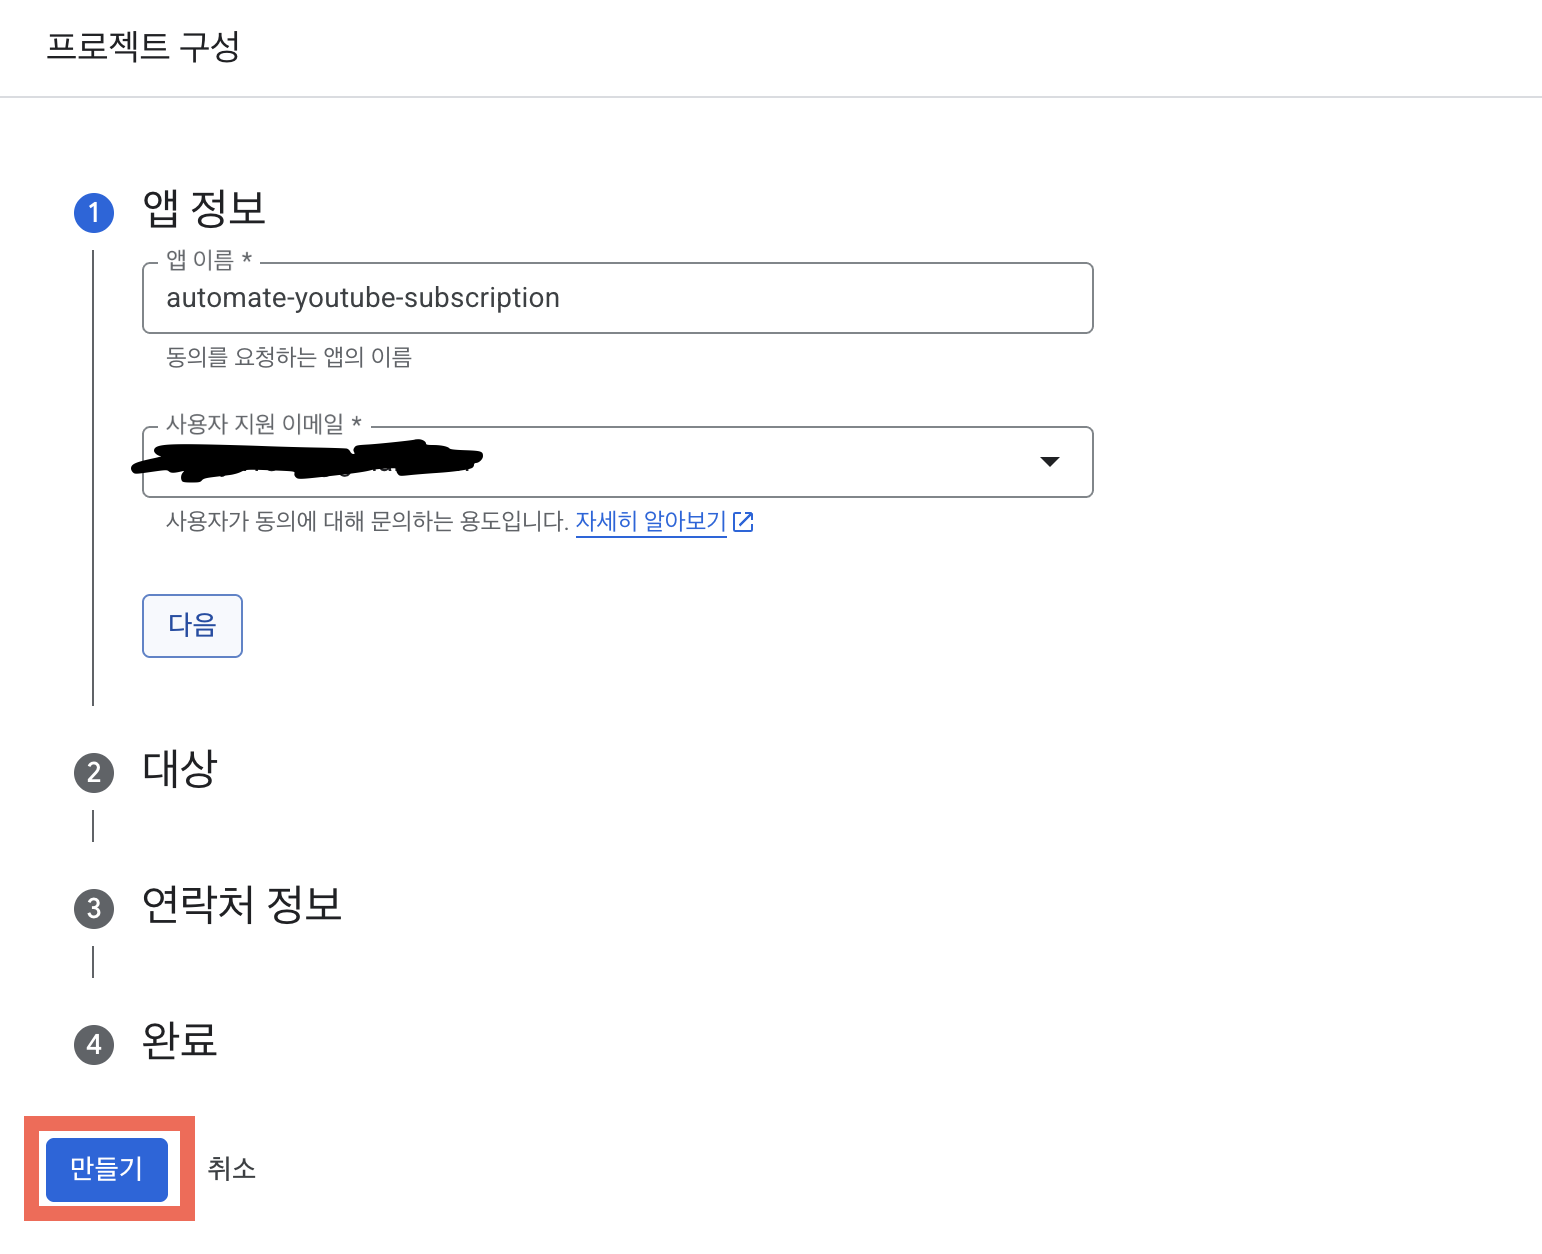 프로젝트 구성
1 앱 정보
앱 이름 *
automate-youtube-subscription
동의를 요청하는 앱의 이름
사용자 지원 이메일 *
사용자가 동의에 대해 문의하는 용도입니다. 자세히 알아보기
다음
2 대상
3 연락처 정보
4 완료
만들기 취소